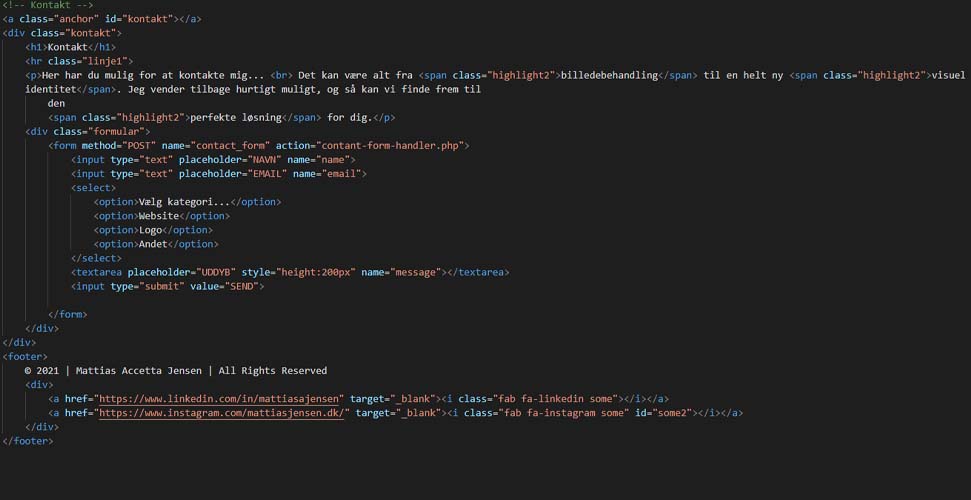 <!-- Kontakt -->
<a class="anchor" id="kontakt"></a>
<div class="kontakt">
<h1>Kontakt</h1>
<hr class="linje1">
<p>Her har du mulig for at kontakte mig... <br> Det kan være alt fra <span class="highlight2">billedebehandling</span> til en helt ny <span class="highlight2">visuel
identitet</span>. Jeg vender tilbage hurtigt muligt, og så kan vi finde frem til
den
<span class="highlight2">perfekte løsning</span> for dig.</p>
<div class="formular">
<form method="POST" name="contact_form" action="contant-form-handler.php">
<input type="text" placeholder="NAVN" name="name">
<input type="text" placeholder="EMAIL" name="email">
<select>
<option>Vælg kategori...</option>
<option>Website</option>
<option>Logo</option>
<option>Andet</option>
</select>
<textarea placeholder="UDDYB" style="height:200px" name="message"></textarea>
<input type="submit" value="SEND">
</form>
</div>
</div>
<footer>
© 2021 | Mattias Accetta Jensen | All Rights Reserved
<div>
<a href="https://www.linkedin.com/in/mattiasajensen" target="_blank"><i class="fab fa-linkedin some"></i></a>
<a href="https://www.instagram.com/mattiasjensen.dk/" target="_blank"><i class="fab fa-instagram some" id="some2"></i></a>
</div>
</footer>